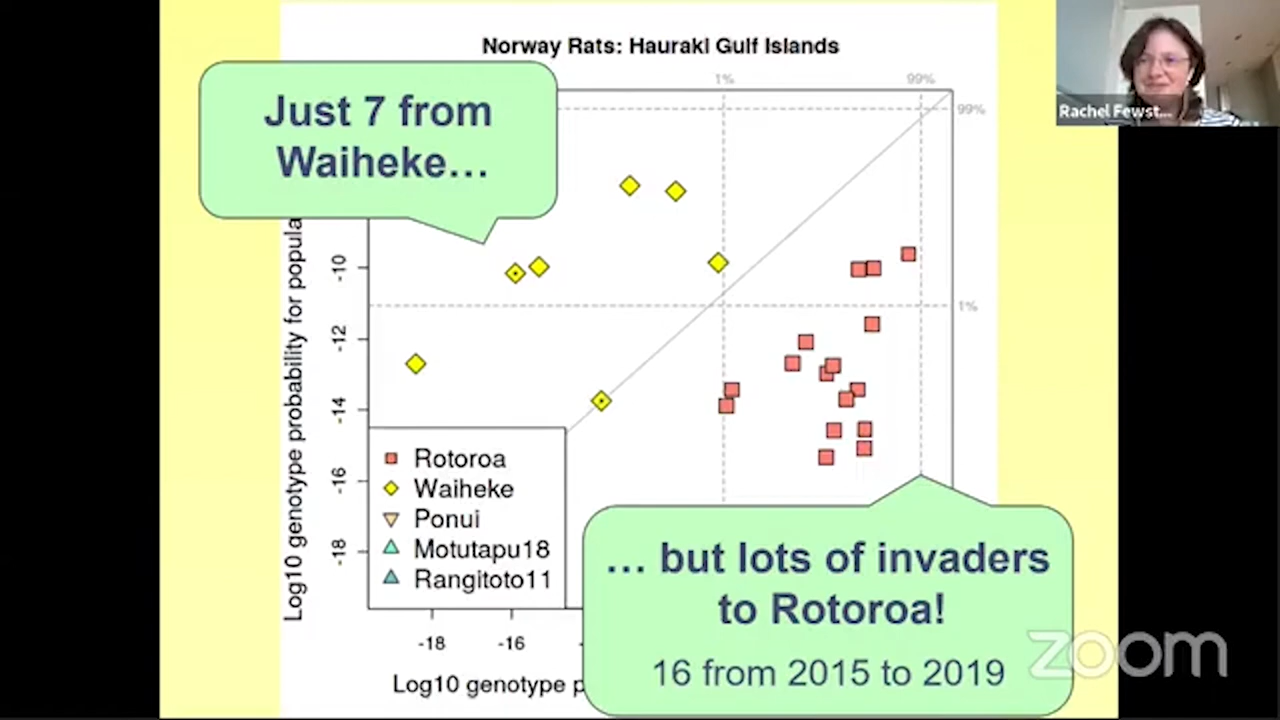 Norway Rats: Hauraki Gulf Islands
1%
99%
99%
Just 7 from
Waiheke...
Rachel Fewst...
1%
Log10 genotype probability for popula
-10
-12
-14
-16
-18
Rotoroa
Waiheke
Ponui
Motutapu18
Rangitoto11
... but lots of invaders
to Rotoroa!
16 from 2015 to 2019
-18
-16
Log10 genotype p
zoom